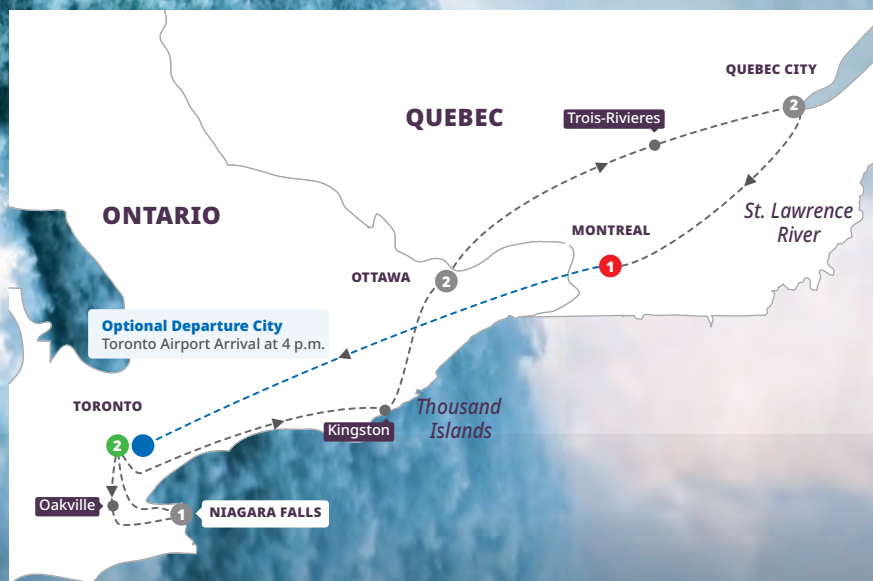 QUEBEC CITY
2
QUEBEC
Trois-Rivieres
ONTARIO
St. Lawrence
River
MONTREAL
1
OTTAWA
2
Optional Departure City
Toronto Airport Arrival at 4 p.m.
TORONTO
2
Thousand
Islands
Kingston
Oakville
1
NIAGARA FALLS